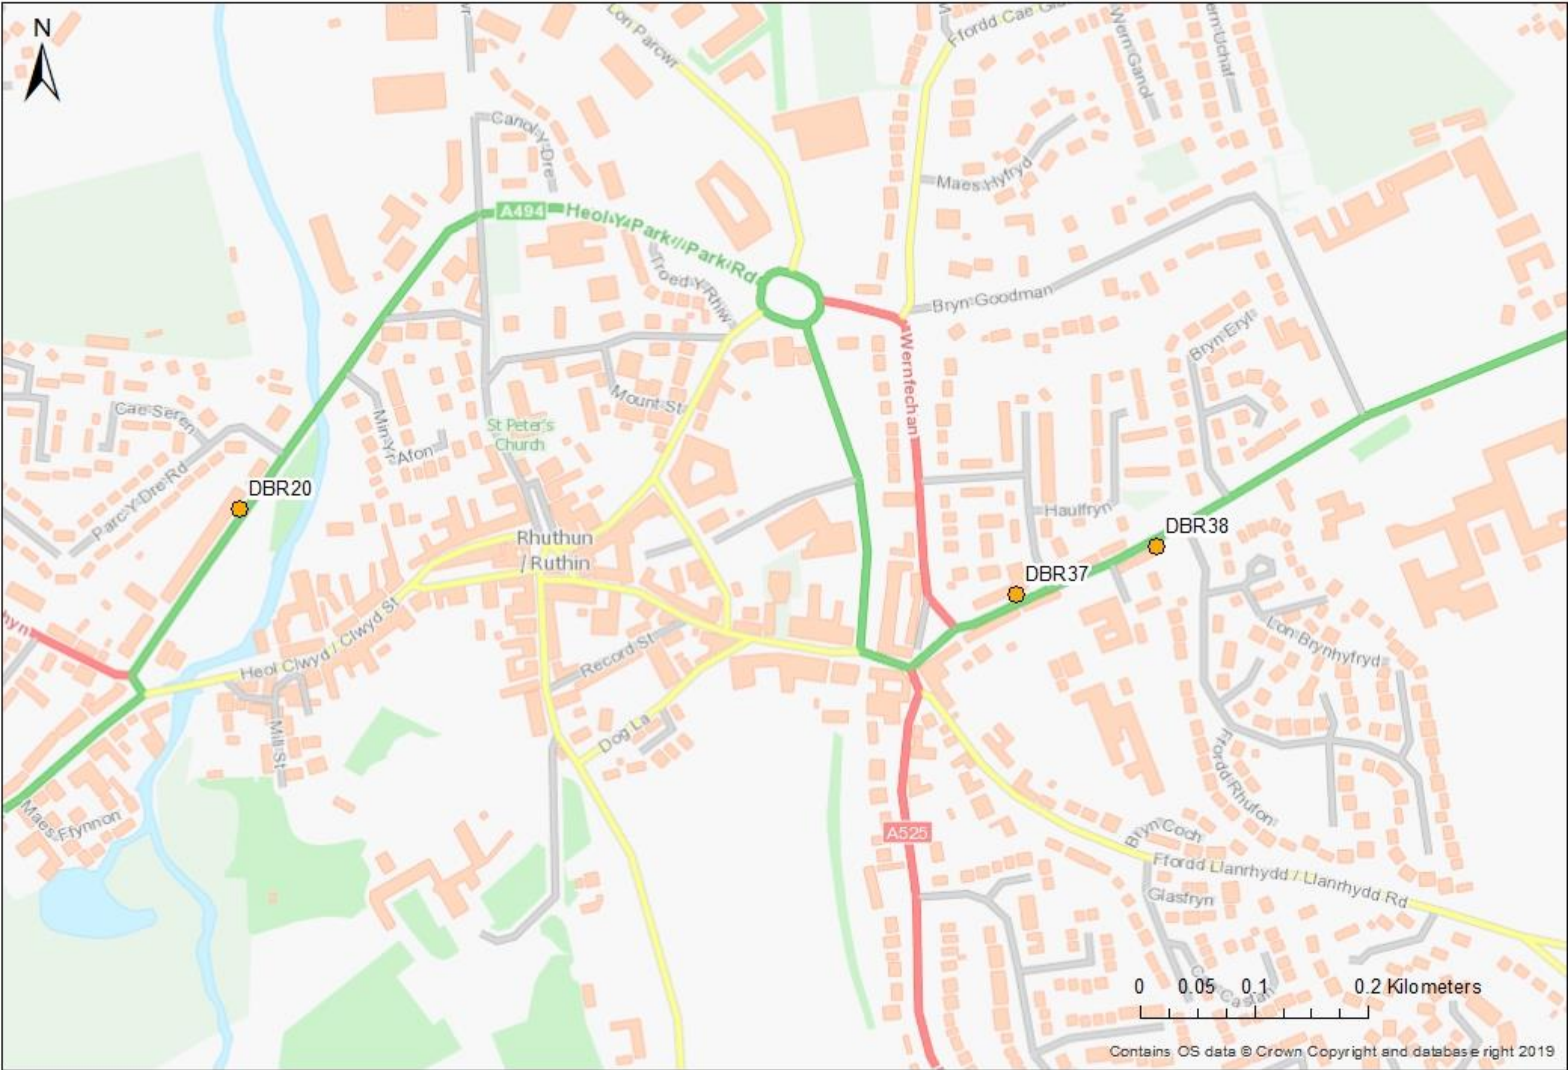 N
Lon Parcwr
Ffordd Cae Gl
Wern Ganol
ern Uchaf
Canol Y Dre
Maes Hyfryd
A494
Heol Y Park / Park Rd
Troed Y Rhiw
Bryn Goodman
Wernfechan
Bryn Eryl
Cae Seren
Min Yr Afon
Mount St
St Peter's
Church
Parc Y Dre Rd
DBR20
Haulfryn
DBR38
Rhuthun
/ Ruthin
DBR37
hyn
Heol Clwyd / Clwyd St
Record St
Lon Brynhyfryd
Mill St
Dog La
Ffordd Rhufon
Maes Ffynnon
A525
Bryn Coch
Ffordd Llanrhydd / Llanrhydd Rd
Glasfryn
0 0.05 0.1 0.2 Kilometers
Contains OS data © Crown Copyright and database right 2019